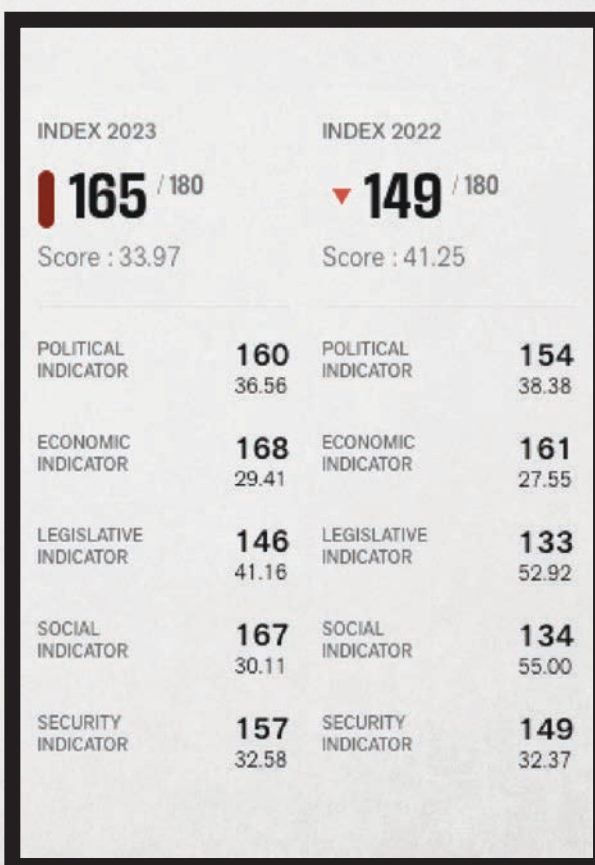 INDEX 2023
165 / 180
Score : 33.97
POLITICAL
INDICATOR
160
36.56
ECONOMIC
INDICATOR
168
29.41
LEGISLATIVE
INDICATOR
146
41.16
SOCIAL
INDICATOR
167
30.11
SECURITY
INDICATOR
157
32.58
INDEX 2022
149 / 180
Score : 41.25
POLITICAL
INDICATOR
154
38.38
ECONOMIC
INDICATOR
161
27.55
LEGISLATIVE
INDICATOR
133
52.92
SOCIAL
INDICATOR
134
55.00
SECURITY
INDICATOR
149
32.37